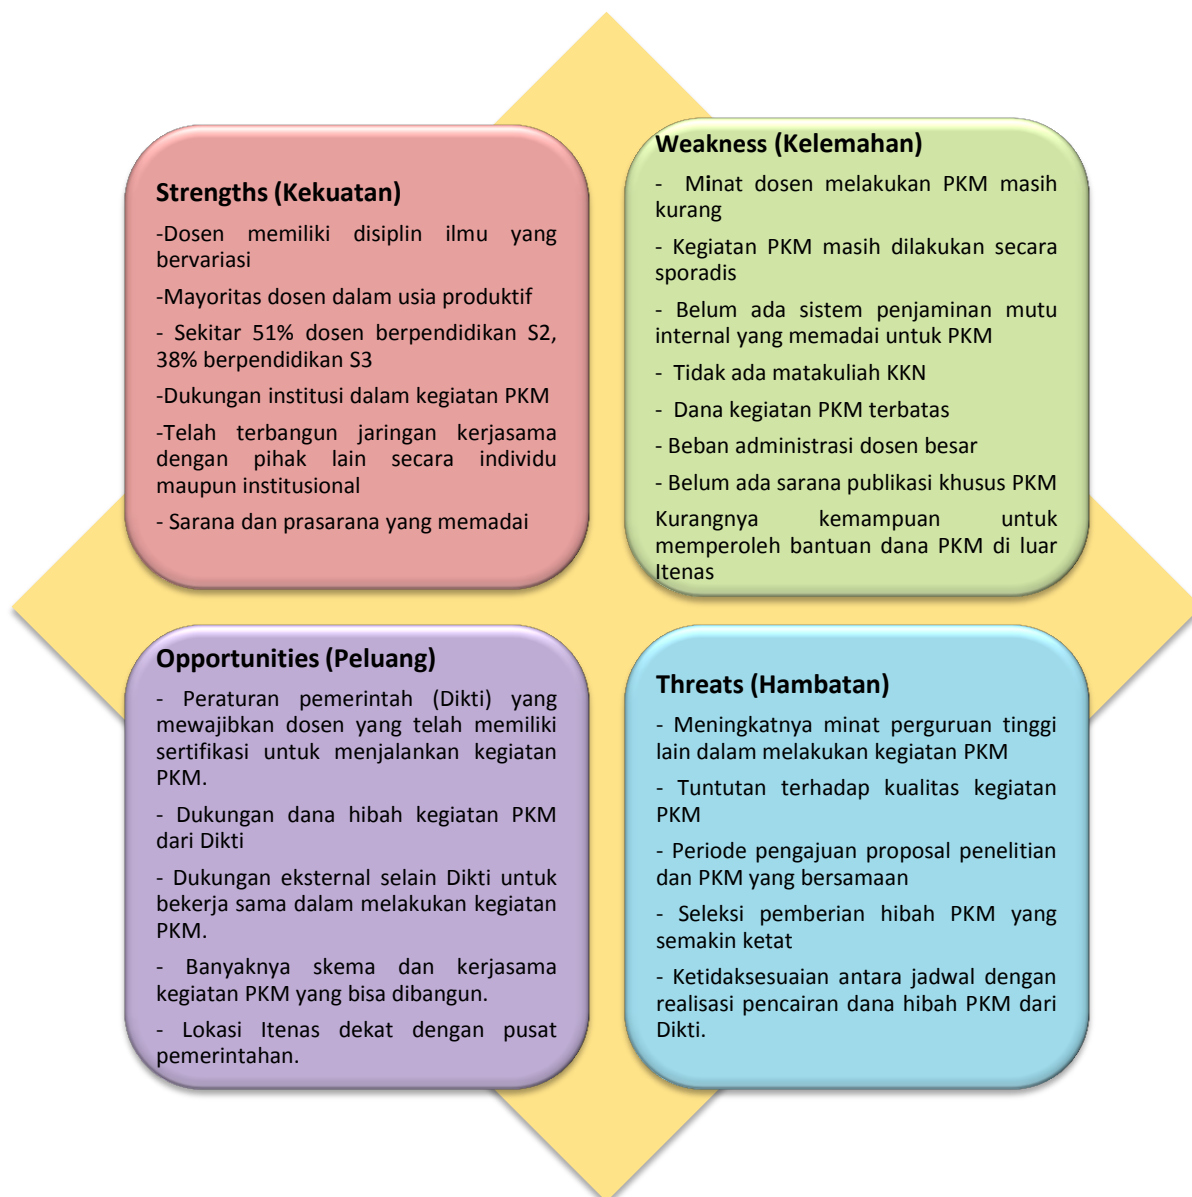 Strengths (Kekuatan)
-Dosen memiliki disiplin ilmu yang
bervariasi
-Mayoritas dosen dalam usia produktif
- Sekitar 51% dosen berpendidikan S2,
38% berpendidikan S3
-Dukungan institusi dalam kegiatan PKM
-Telah terbangun jaringan kerjasama
dengan pihak lain secara individu
maupun institusional
- Sarana dan prasarana yang memadai
Weakness (Kelemahan)
- Minat dosen melakukan PKM masih
kurang
- Kegiatan PKM masih dilakukan secara
sporadis
- Belum ada sistem penjaminan mutu
internal yang memadai untuk PKM
- Tidak ada matakuliah KKN
- Dana kegiatan PKM terbatas
- Beban administrasi dosen besar
- Belum ada sarana publikasi khusus PKM
Kurangnya kemampuan untuk
memperoleh bantuan dana PKM di luar
Itenas
Opportunities (Peluang)
- Peraturan pemerintah (Dikti) yang
mewajibkan dosen yang telah memiliki
sertifikasi untuk menjalankan kegiatan
PKM.
- Dukungan dana hibah kegiatan PKM
dari Dikti
- Dukungan eksternal selain Dikti untuk
bekerja sama dalam melakukan kegiatan
PKM.
- Banyaknya skema dan kerjasama
kegiatan PKM yang bisa dibangun.
- Lokasi Itenas dekat dengan pusat
pemerintahan.
Threats (Hambatan)
- Meningkatnya minat perguruan tinggi
lain dalam melakukan kegiatan PKM
- Tuntutan terhadap kualitas kegiatan
PKM
- Periode pengajuan proposal penelitian
dan PKM yang bersamaan
- Seleksi pemberian hibah PKM yang
semakin ketat
- Ketidaksesuaian antara jadwal dengan
realisasi pencairan dana hibah PKM dari
Dikti.